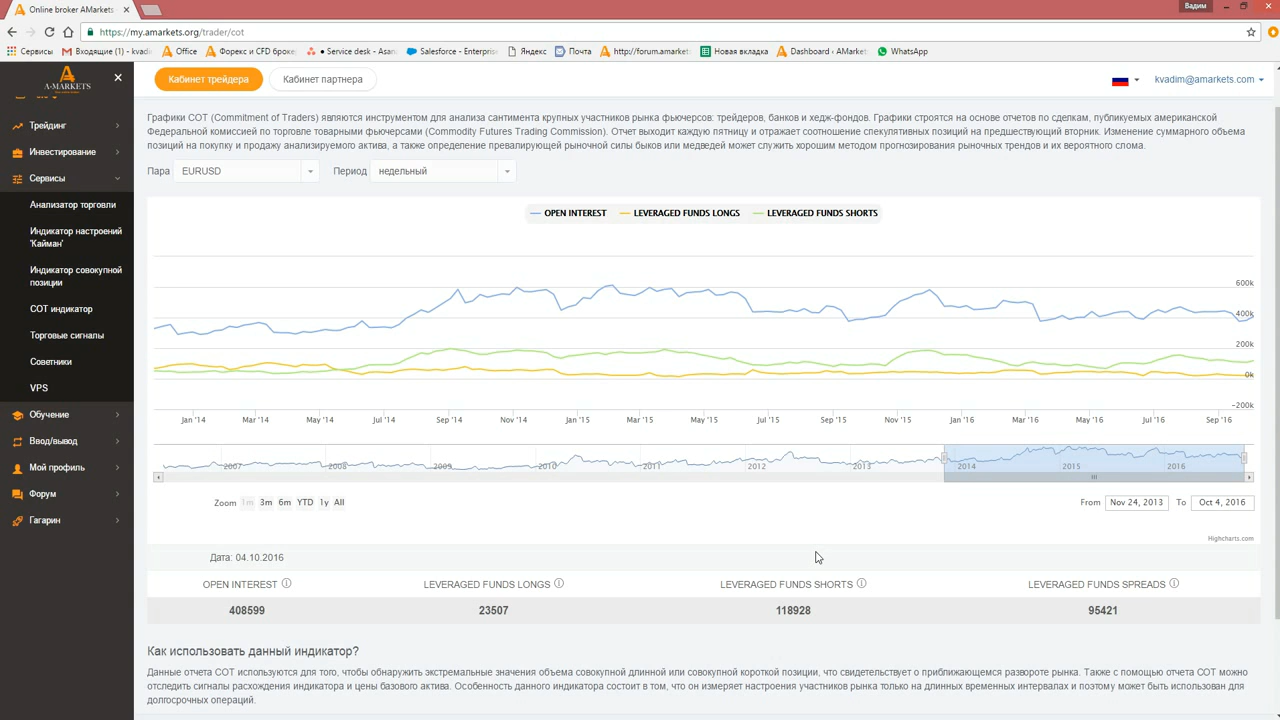 Online broker AMarkets
Вадим
https://my.amarkets.org/trader/cot
Сервисы
Входящие (1) - kvadi
Office
Форекс и CFD броке
• Service desk - Asan
Salesforce - Enterpris
Яндекс
Почта
http://forum.amarket
Новая вкладка
Dashboard ‹ AMarke
WhatsApp
A-MARKETS
Кабинет трейдера
Кабинет партнера
kvadim@amarkets.com
Трейдинг
Инвестирование
Сервисы
Анализатор торговли
Индикатор настроений
'Кайман'
Индикатор совокупной
позиции
СОТ индикатор
Торговые сигналы
Советники
VPS
Обучение
Ввод/вывод
Мой профиль
Форум
Гагарин
Графики СОТ (Commitment of Traders) являются инструментом для анализа сантимента крупных участников рынка фьючерсов: трейдеров, банков и хедж-фондов. Графики строятся на основе отчетов по сделкам, публикуемых американской
Федеральной комиссией по торговле товарными фьючерсами (Commodity Futures Trading Commission). Отчет выходит каждую пятницу и отражает соотношение спекулятивных позиций на предшествующий вторник. Изменение суммарного объема
позиций на покупку и продажу анализируемого актива, а также определение превалирующей рыночной силы быков или медведей может служить хорошим методом прогнозирования рыночных трендов и их вероятного слома.
Пара EURUSD Период недельный
OPEN INTEREST LEVERAGED FUNDS LONGS LEVERAGED FUNDS SHORTS
600k
400k
200k
0k
-200k
Jan '14 Mar '14 May '14 Jul '14 Sep '14 Nov '14 Jan '15 Mar '15 May '15 Jul '15 Sep '15 Nov '15 Jan '16 Mar '16 May '16 Jul '16 Sep '16
2007 2008 2009 2010 2011 2012 2013 2014 2015 2016
Zoom 1m 3m 6m YTD 1y All
From Nov 24, 2013 To Oct 4, 2016
Highcharts.com
Дата: 04.10.2016
OPEN INTEREST LEVERAGED FUNDS LONGS LEVERAGED FUNDS SHORTS LEVERAGED FUNDS SPREADS
408599 23507 118928 95421
Как использовать данный индикатор?
Данные отчета СОТ используются для того, чтобы обнаружить экстремальные значения объема совокупной длинной или совокупной короткой позиции, что свидетельствует о приближающемся развороте рынка. Также с помощью отчета СОТ можно
отследить сигналы расхождения индикатора и цены базового актива. Особенность данного индикатора состоит в том, что он измеряет настроения участников рынка только на длинных временных интервалах и поэтому может быть использован для
долгосрочных операций.